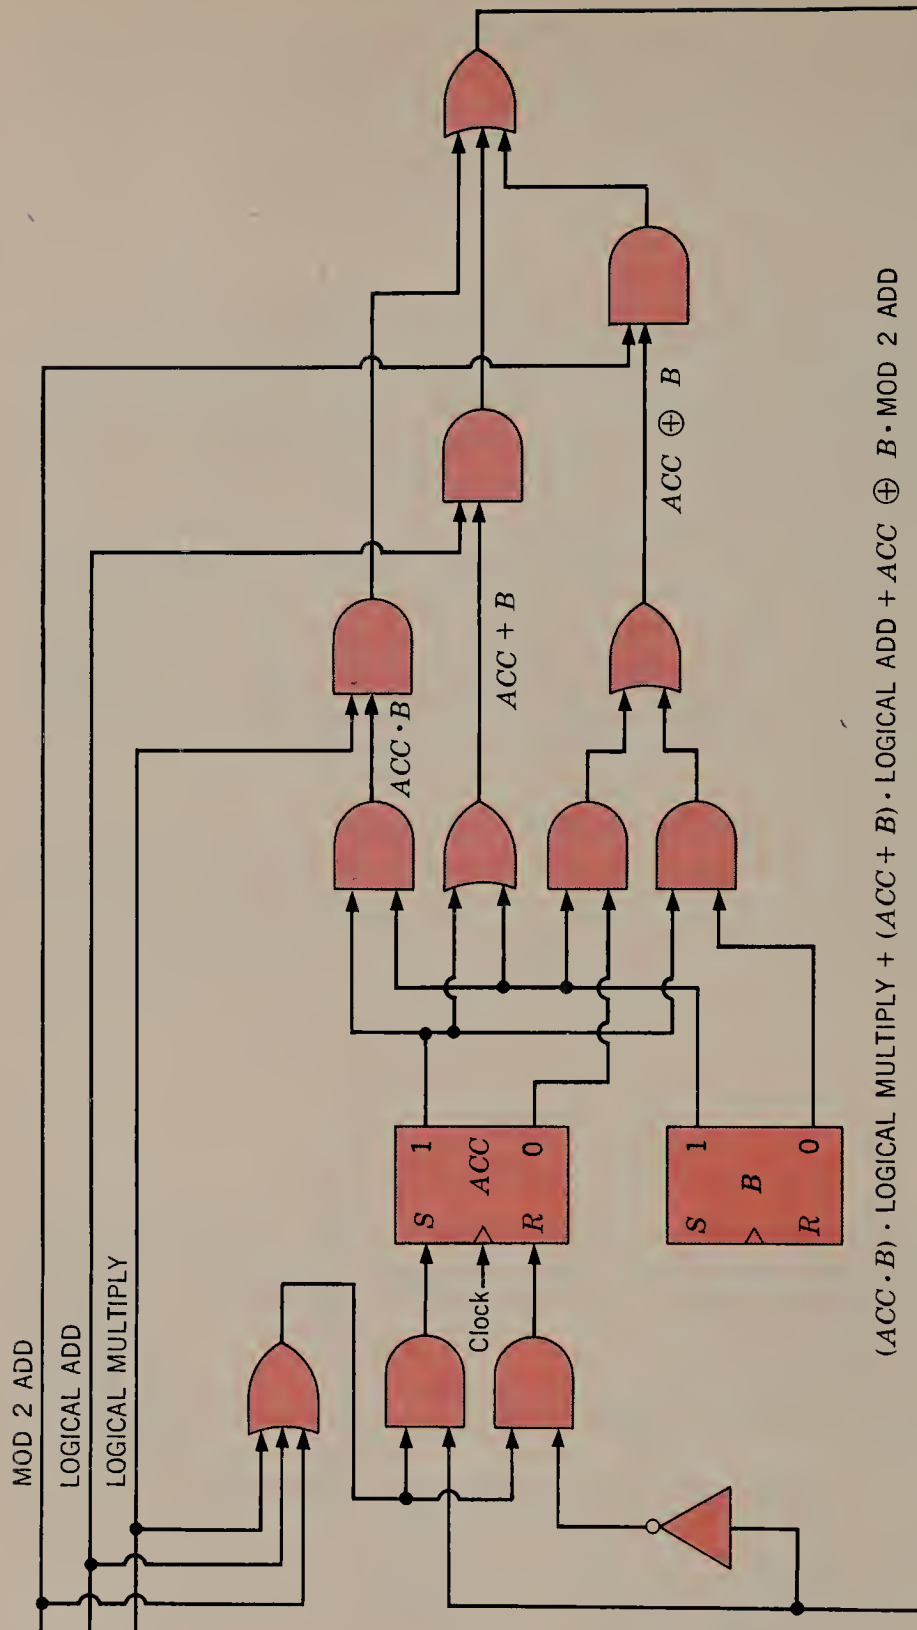 MOD 2 ADD
LOGICAL ADD
LOGICAL MULTIPLY
S 1
ACC
Clock
R 0
S 1
B
R 0
ACC · B
ACC + B
ACC ⊕ B
(ACC · B) · LOGICAL MULTIPLY + (ACC + B) · LOGICAL ADD + ACC ⊕ B · MOD 2 ADD